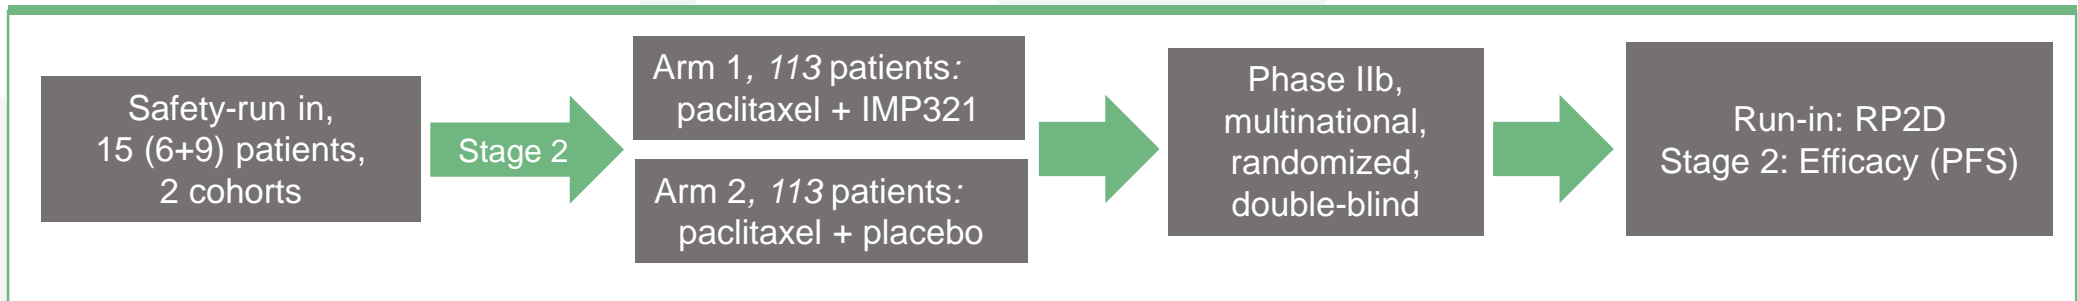 Safety-run in,
15 (6+9) patients,
2 cohorts
Stage 2
Arm 1, 113 patients:
paclitaxel + IMP321
Arm 2, 113 patients:
paclitaxel + placebo
Phase IIb,
multinational,
randomized,
double-blind
Run-in: RP2D
Stage 2: Efficacy (PFS)